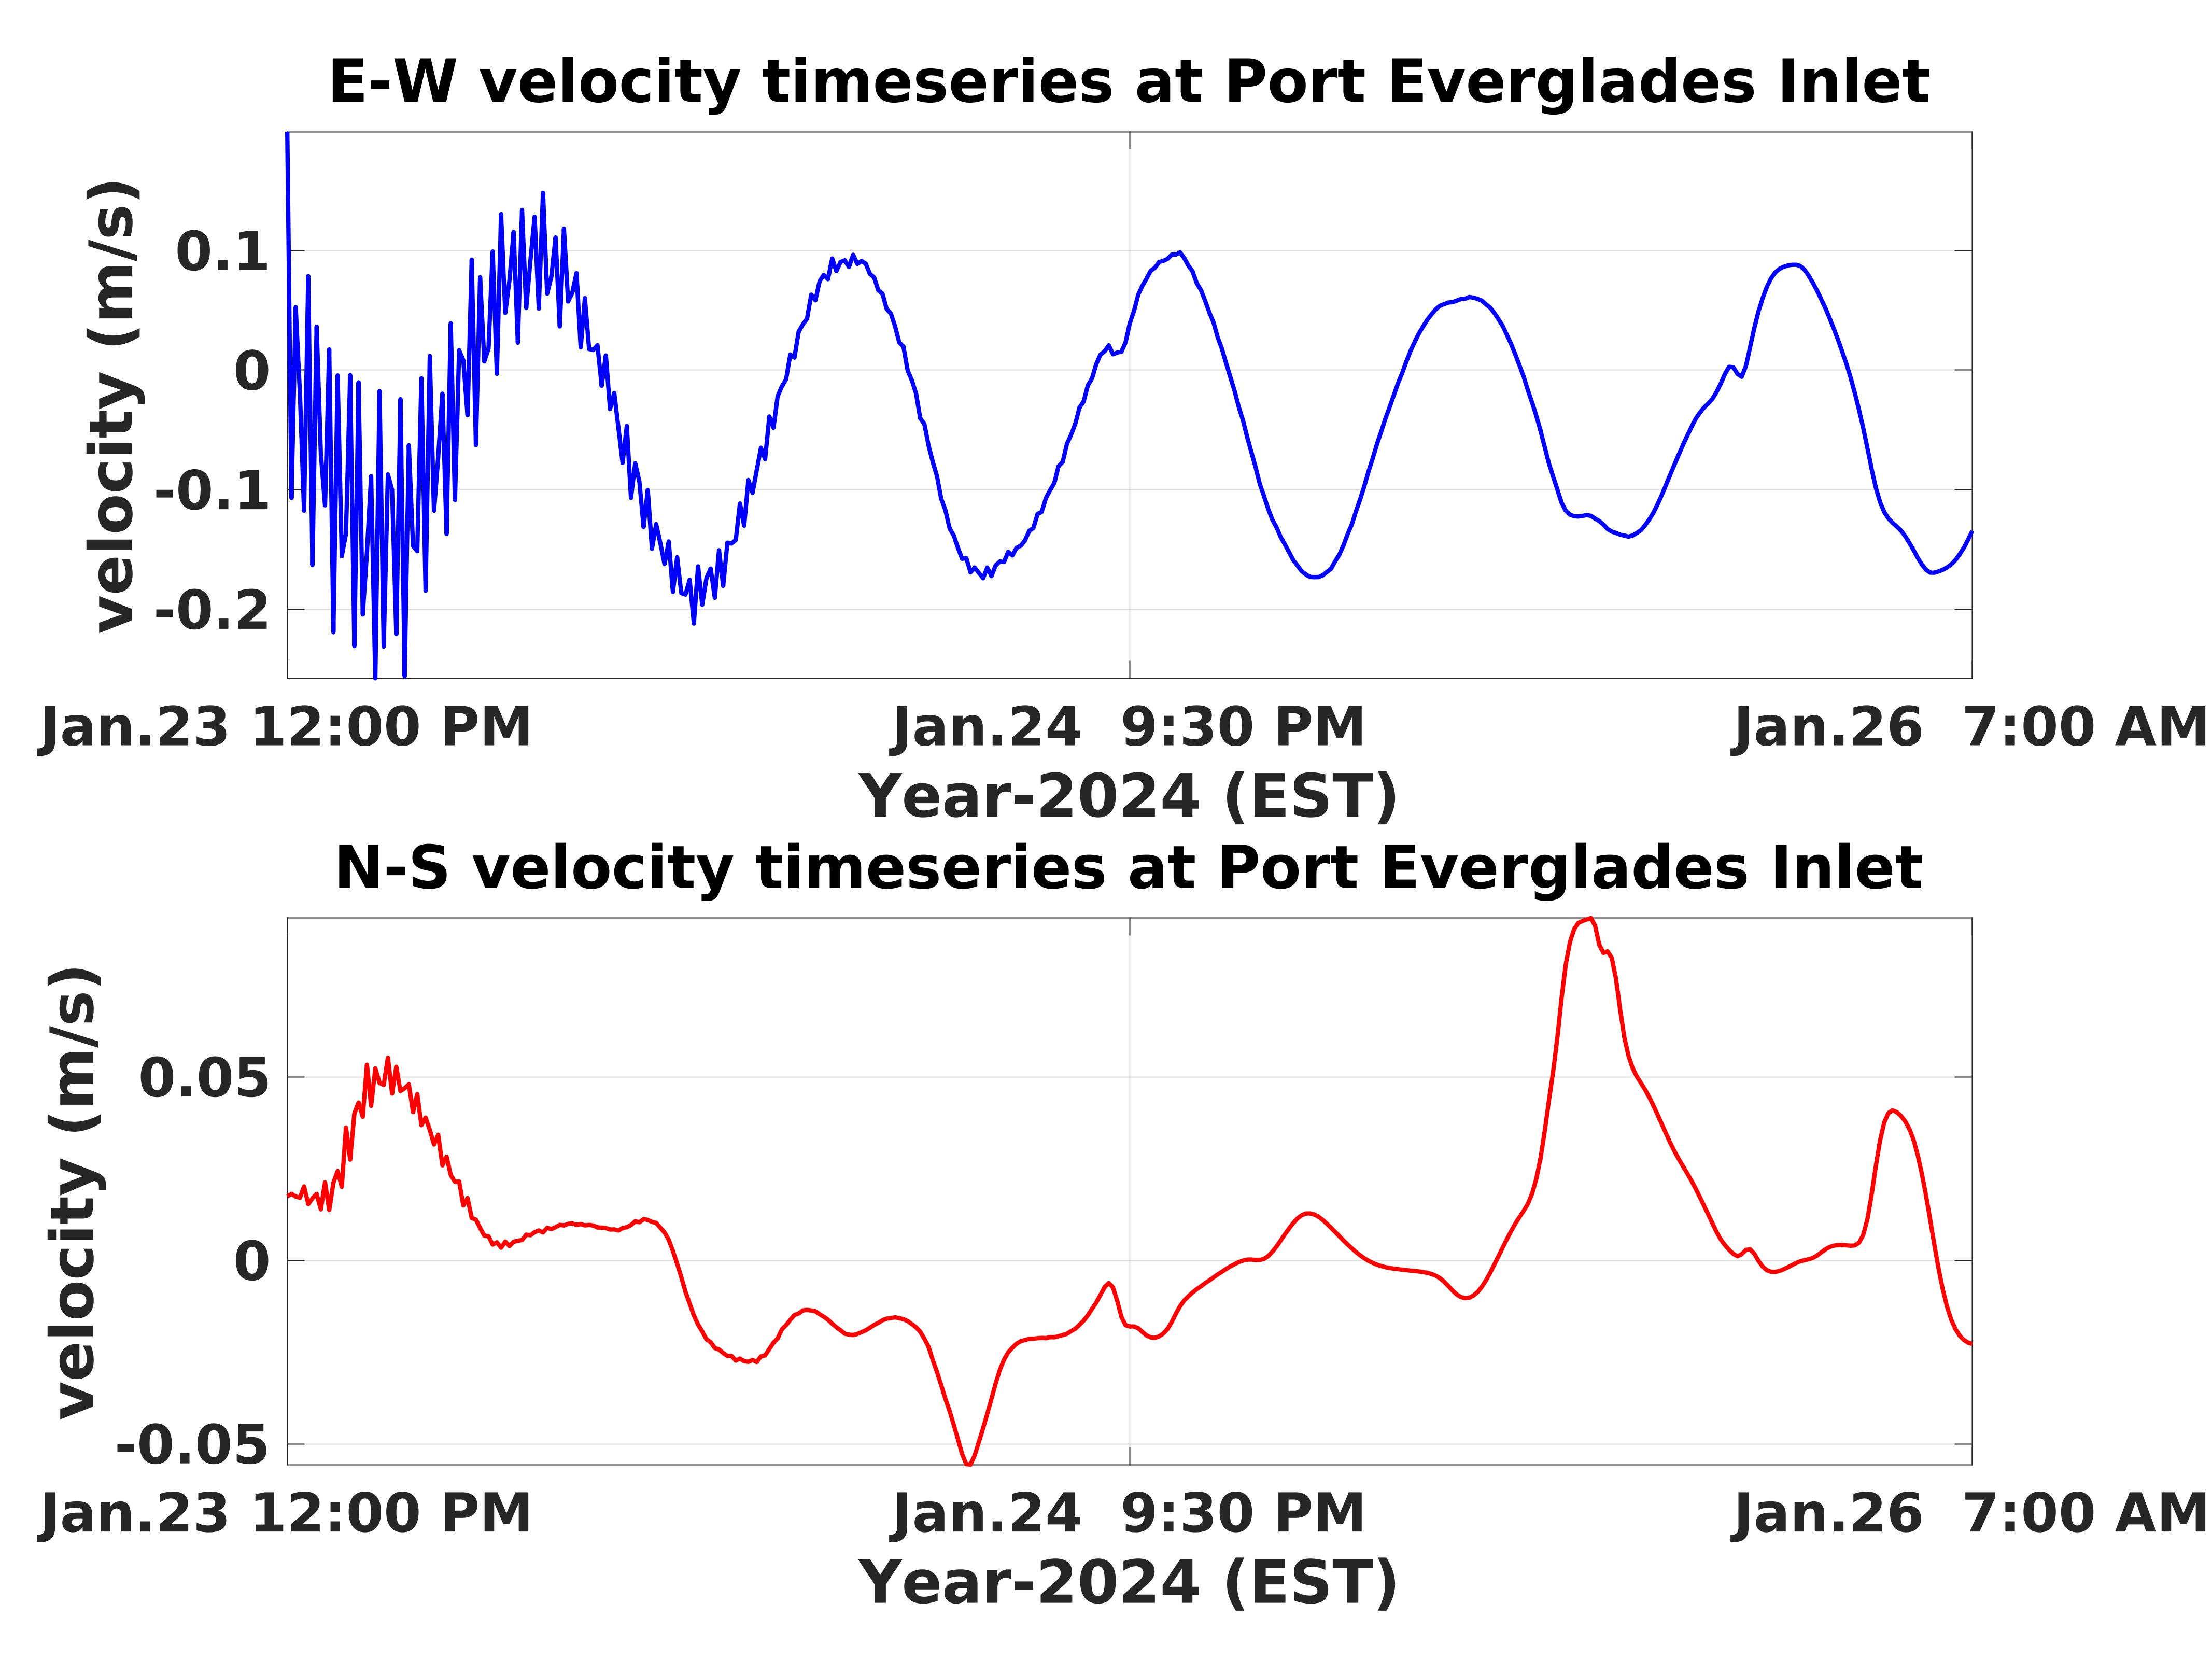 E-W velocity timeseries at Port Everglades Inlet
velocity (m/s)
0.1
0
-0.1
-0.2
Jan.23 12:00 PM Jan.24 9:30 PM Jan.26 7:00 AM
Year-2024 (EST)
N-S velocity timeseries at Port Everglades Inlet
velocity (m/s)
0.05
0
-0.05
Jan.23 12:00 PM Jan.24 9:30 PM Jan.26 7:00 AM
Year-2024 (EST)